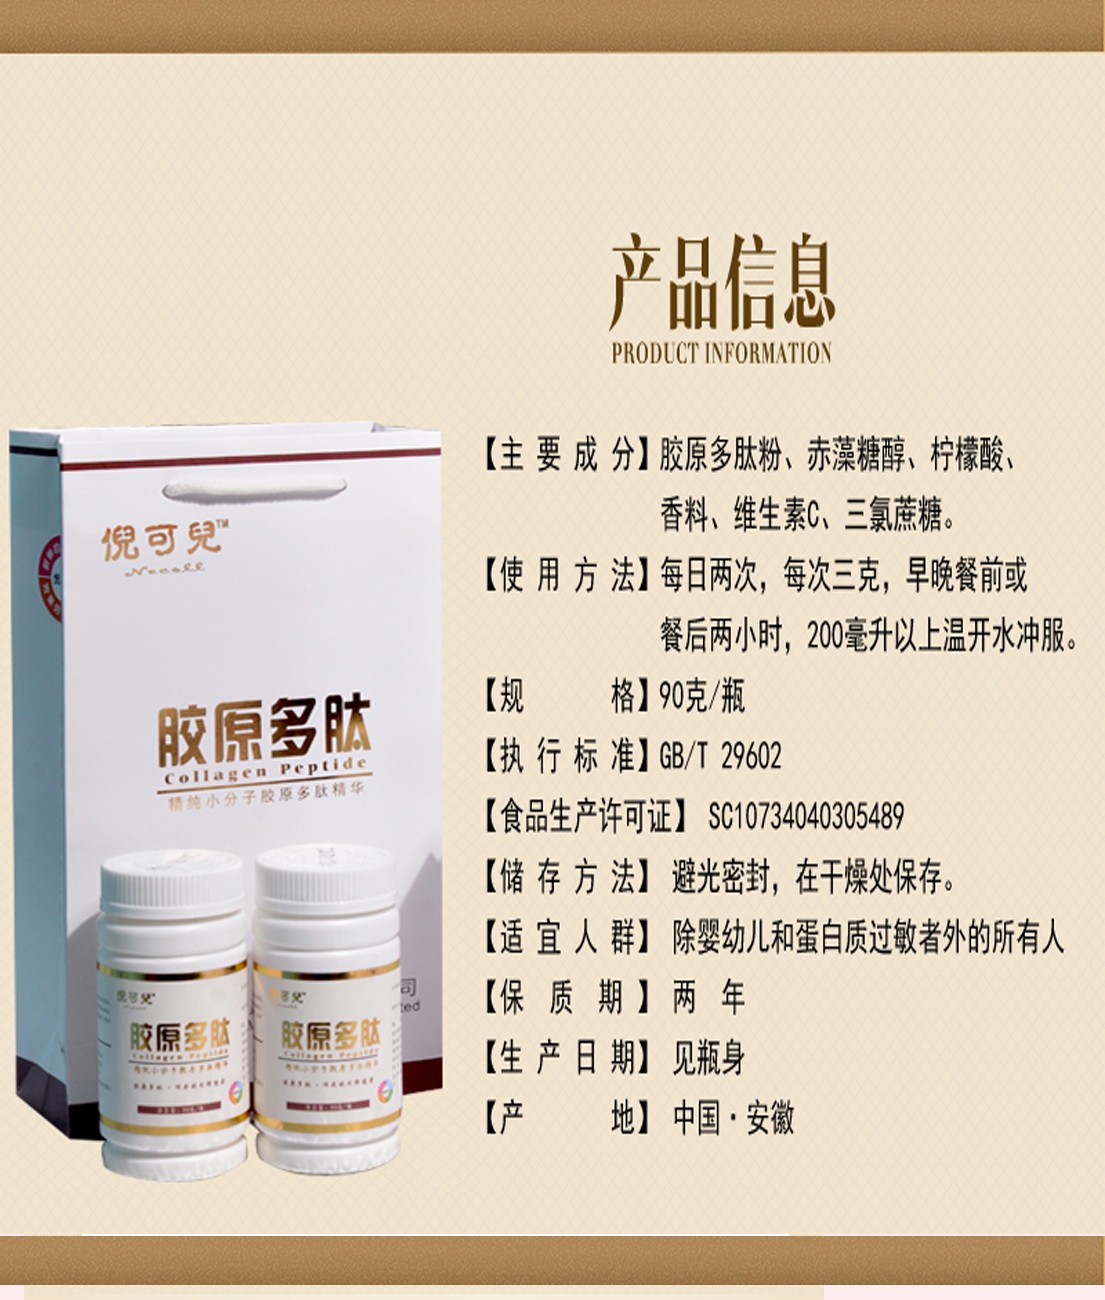 产品信息
PRODUCT INFORMATION
【主要成分】胶原多肽粉、赤藻糖醇、柠檬酸、
香料、维生素C、三氯蔗糖。
【使用方法】每日两次，每次三克，早晚餐前或
餐后两小时，200毫升以上温开水冲服。
【规格】90克/瓶
【执行标准】GB/T 29602
【食品生产许可证】 SC10734040305489
【储存方法】 避光密封，在干燥处保存。
【适宜人群】 除婴幼儿和蛋白质过敏者外的所有人
【保质期】 两 年
【生产日期】 见瓶身
【产地】 中国·安徽
倪可兒™
Necoll
胶原多肽
Collagen Peptide
精纯小分子胶原多肽精华
司
ted
倪可兒
胶原多肽
Collagen Peptide
倪可兒
胶原多肽
Collagen Peptide